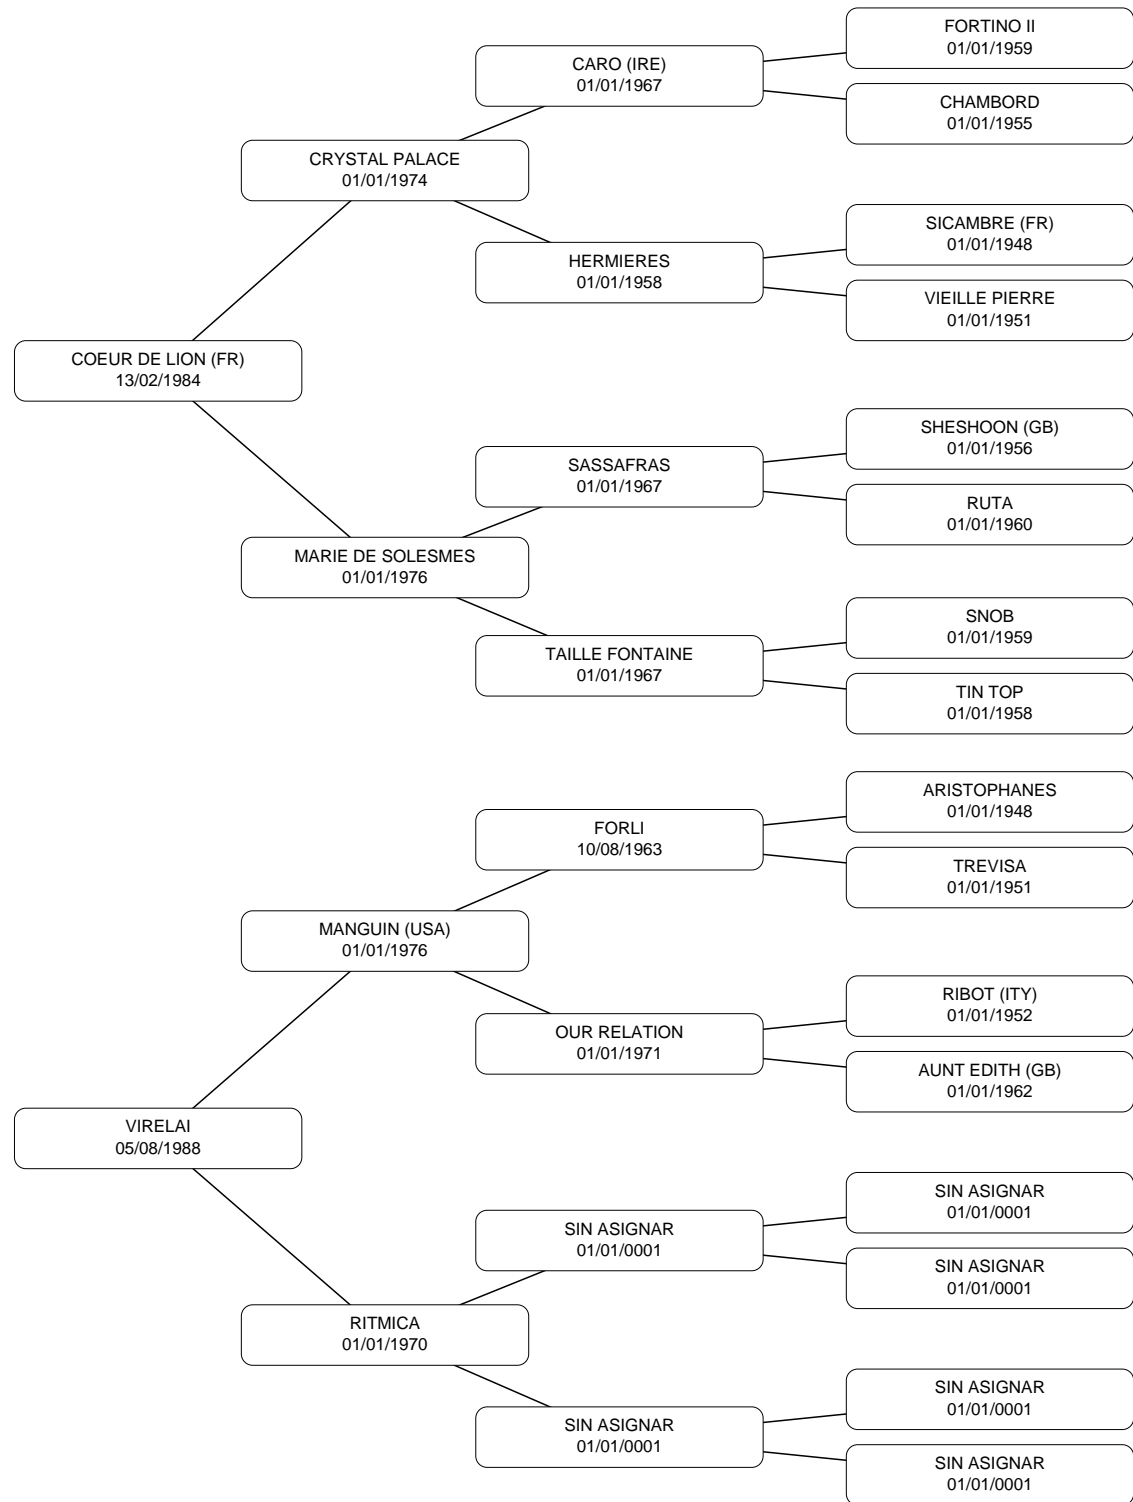 FORTINO II
01/01/1959
CARO (IRE)
01/01/1967
CHAMBORD
01/01/1955
CRYSTAL PALACE
01/01/1974
SICAMBRE (FR)
01/01/1948
HERMIERES
01/01/1958
VIEILLE PIERRE
01/01/1951
COEUR DE LION (FR)
13/02/1984
SHESHOON (GB)
01/01/1956
SASSAFRAS
01/01/1967
RUTA
01/01/1960
MARIE DE SOLESMES
01/01/1976
SNOB
01/01/1959
TAILLE FONTAINE
01/01/1967
TIN TOP
01/01/1958
ARISTOPHANES
01/01/1948
FORLI
10/08/1963
TREVISA
01/01/1951
MANGUIN (USA)
01/01/1976
RIBOT (ITY)
01/01/1952
OUR RELATION
01/01/1971
AUNT EDITH (GB)
01/01/1962
VIRELAI
05/08/1988
SIN ASIGNAR
01/01/0001
SIN ASIGNAR
01/01/0001
SIN ASIGNAR
01/01/0001
RITMICA
01/01/1970
SIN ASIGNAR
01/01/0001
SIN ASIGNAR
01/01/0001
SIN ASIGNAR
01/01/0001